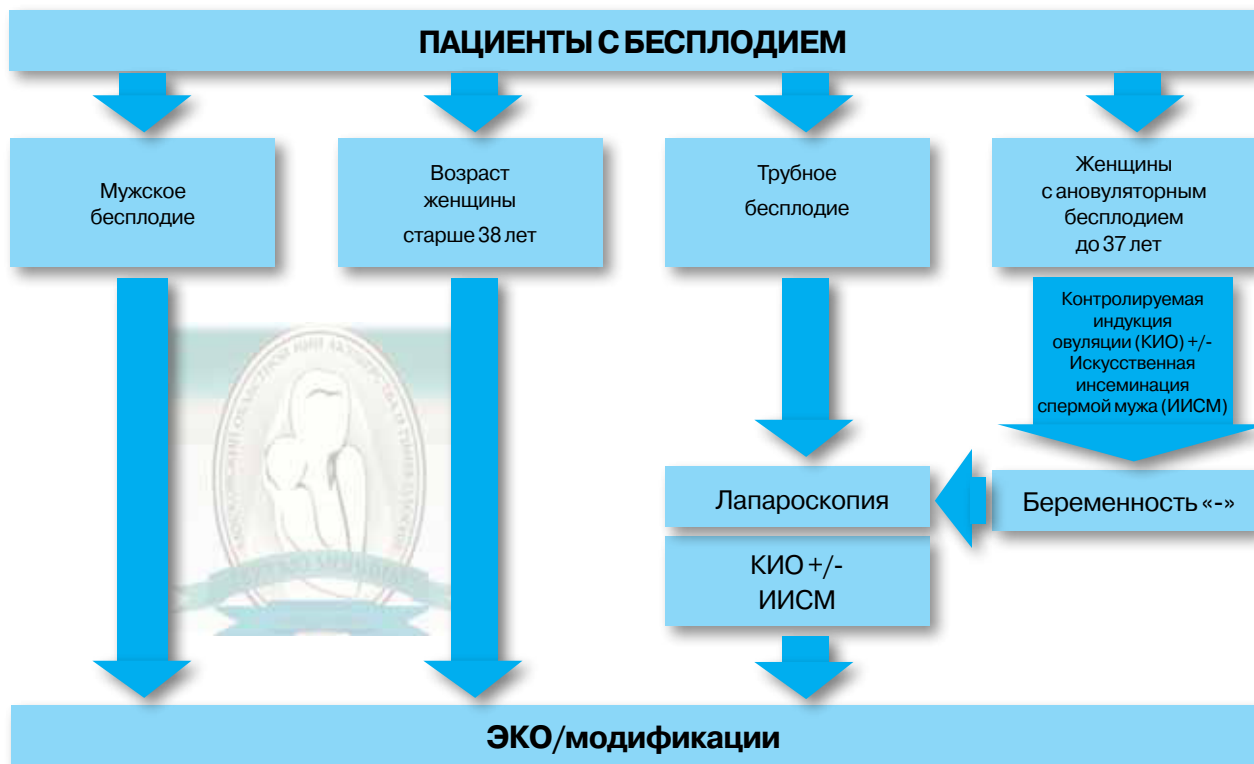 ПАЦИЕНТЫ С БЕСПЛОДИЕМ
Мужское
бесплодие
Возраст
женщины
старше 38 лет
Трубное
бесплодие
Женщины
с ановуляторным
бесплодием
до 37 лет
Контролируемая
индукция
овуляции (КИО) +/-
Искусственная
инсеминация
спермой мужа (ИИСМ)
Лапароскопия
Беременность «-»
КИО +/-
ИИСМ
ЭКО/модификации